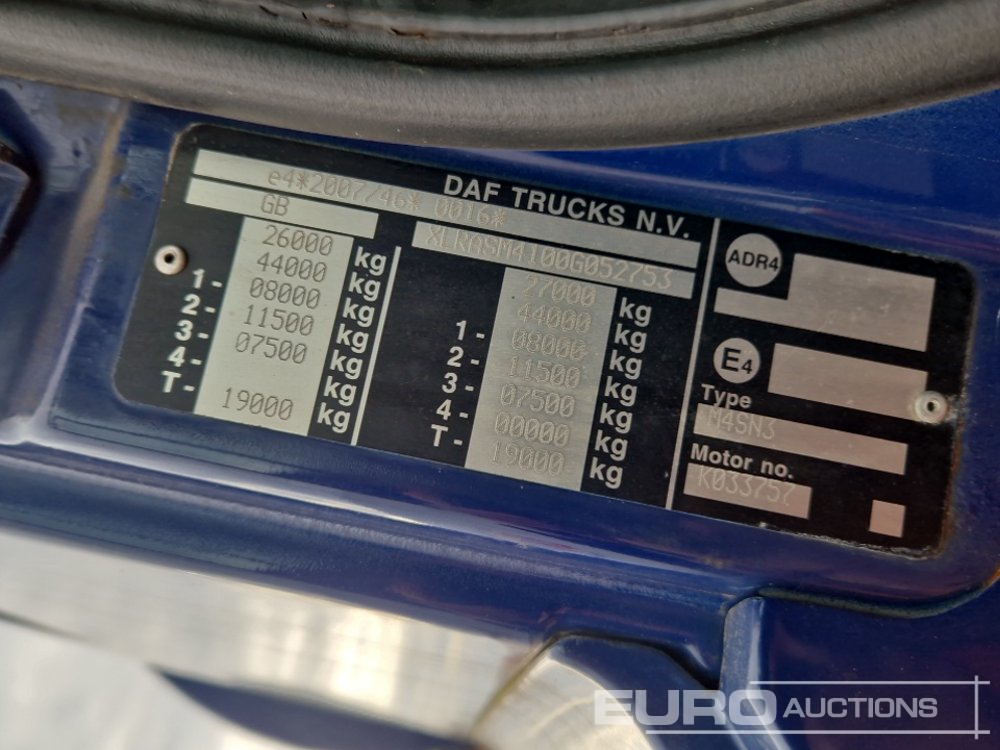 DAF TRUCKS N.V.
e4*2007/46* 0016*
GB
XLRASM4100G052753
26000 kg
44000 kg
1- 08000 kg
2- 11500 kg
3- 07500 kg
4- kg
T- 19000 kg
27000 kg
44000 kg
1- 08000 kg
2- 11500 kg
3- 07500 kg
4- 00000 kg
T- 19000 kg
ADR4
E4
Type
M4SN3
Motor no.
K033757
EURO AUCTIONS